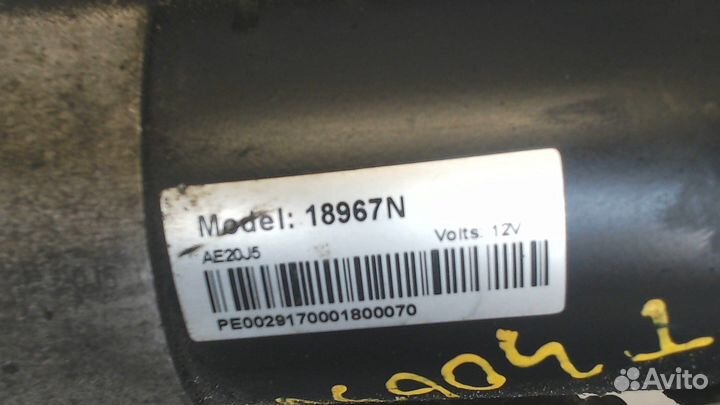 Model: 18967N
Volts: 12V
AE20J5
PE0029170001800070
Avito